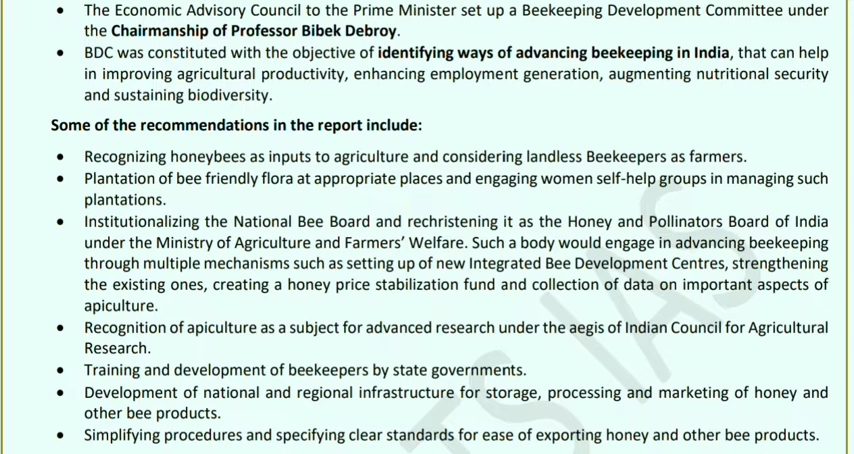 • The Economic Advisory Council to the Prime Minister set up a Beekeeping Development Committee under
the Chairmanship of Professor Bibek Debroy.
• BDC was constituted with the objective of identifying ways of advancing beekeeping in India, that can help
in improving agricultural productivity, enhancing employment generation, augmenting nutritional security
and sustaining biodiversity.
Some of the recommendations in the report include:
• Recognizing honeybees as inputs to agriculture and considering landless Beekeepers as farmers.
• Plantation of bee friendly flora at appropriate places and engaging women self-help groups in managing such
plantations.
• Institutionalizing the National Bee Board and rechristening it as the Honey and Pollinators Board of India
under the Ministry of Agriculture and Farmers’ Welfare. Such a body would engage in advancing beekeeping
through multiple mechanisms such as setting up of new Integrated Bee Development Centres, strengthening
the existing ones, creating a honey price stabilization fund and collection of data on important aspects of
apiculture.
• Recognition of apiculture as a subject for advanced research under the aegis of Indian Council for Agricultural
Research.
• Training and development of beekeepers by state governments.
• Development of national and regional infrastructure for storage, processing and marketing of honey and
other bee products.
• Simplifying procedures and specifying clear standards for ease of exporting honey and other bee products.
TS IAS